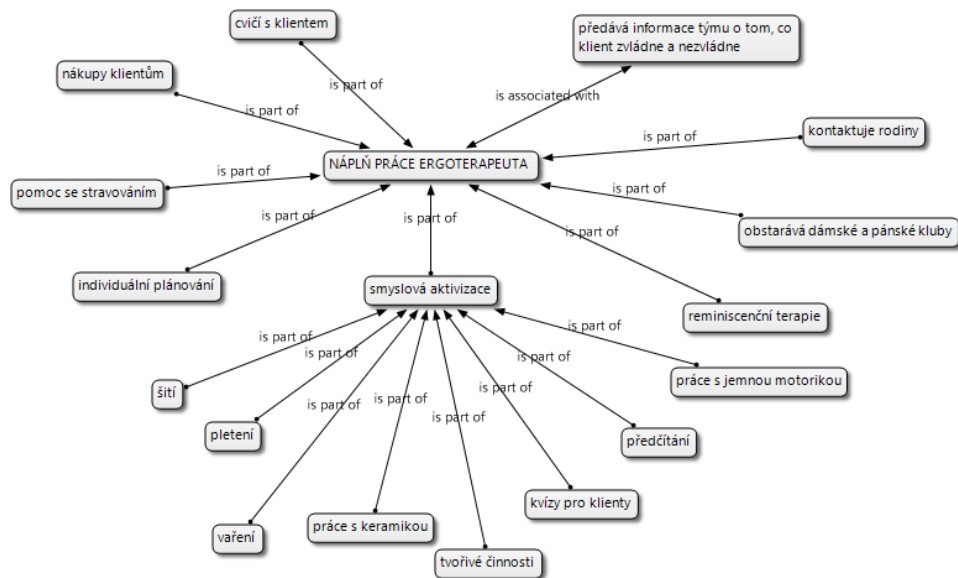 cvičí s klientem
předává informace týmu o tom, co
klient zvládne a nezvládne
nákupy klientům
is part of
is associated with
is part of
kontaktuje rodiny
is part of
NÁPLŇ PRÁCE ERGOTERAPEUTA
is part of
pomoc se stravováním
is part of
is part of
obstarává dámské a pánské kluby
is part of
is part of
individuální plánování
smyslová aktivizace
reminiscenční terapie
is part of
is part of
is part of
práce s jemnou motorikou
šití
is part of
is part of
is part of
is part of
is part of
pletení
předčítání
kvízy pro klienty
vaření
práce s keramikou
tvořivé činnosti